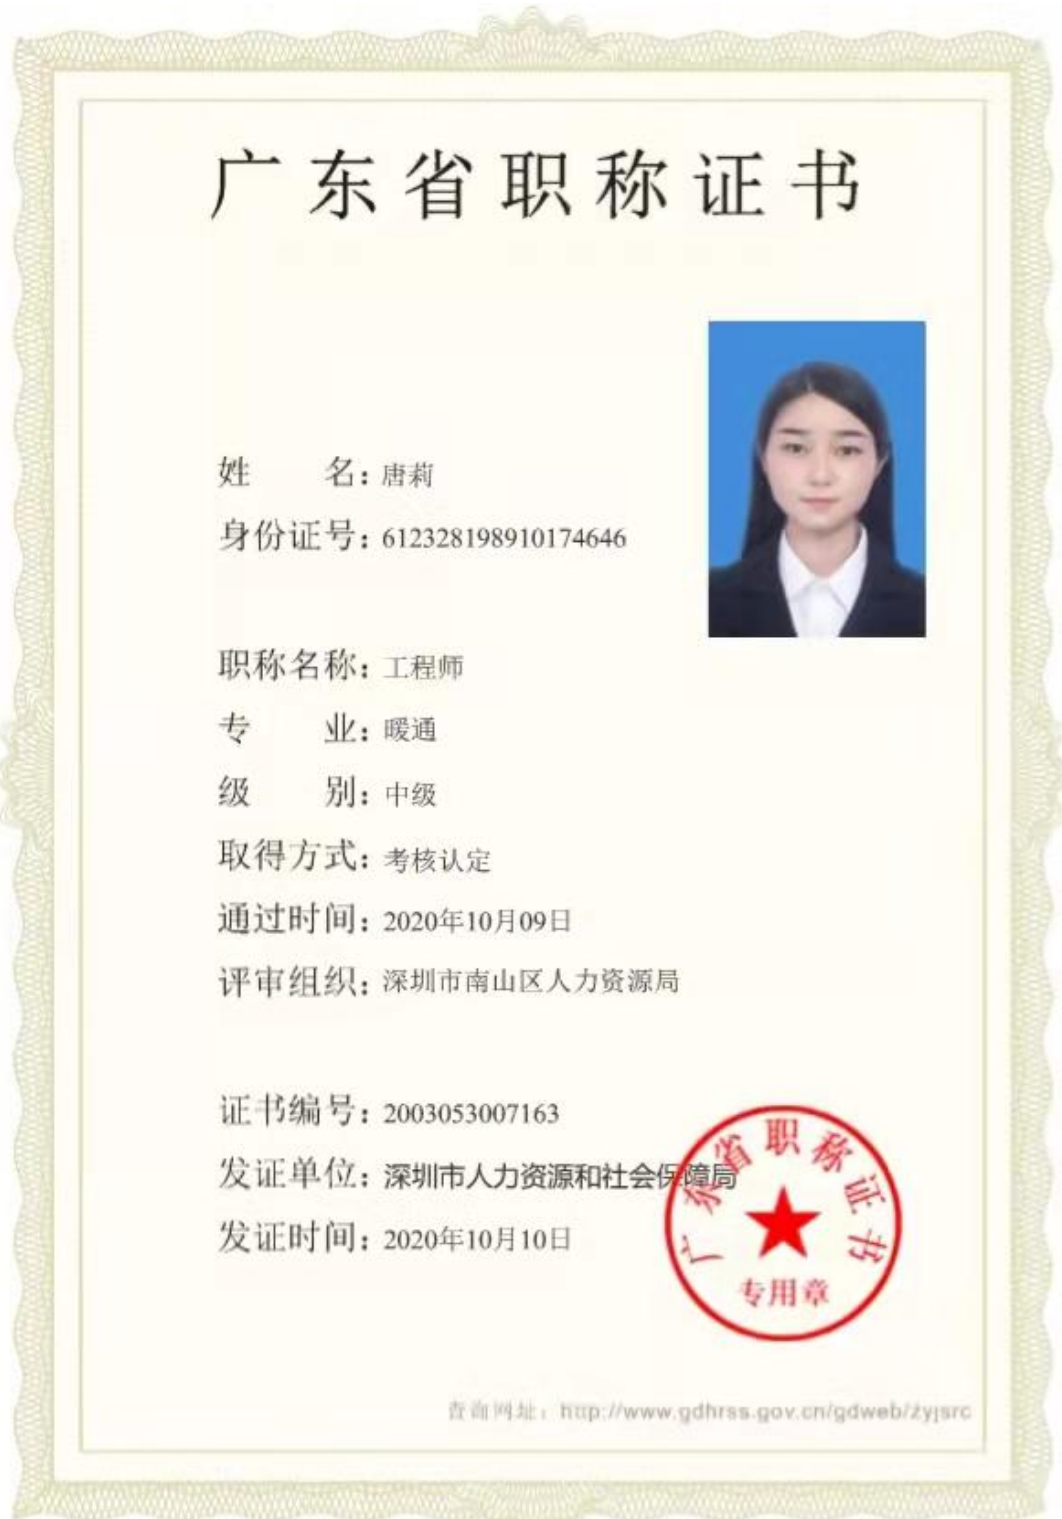 广东省职称证书
姓 名：唐莉
身份证号：612328198910174646
职称名称：工程师
专 业：暖通
级 别：中级
取得方式：考核认定
通过时间：2020年10月09日
评审组织：深圳市南山区人力资源局
证书编号：2003053007163
发证单位：深圳市人力资源和社会保障局
发证时间：2020年10月10日
广东省职称证书
专用章
查询网址：http://www.gdhrss.gov.cn/gdweb/zyjsrc